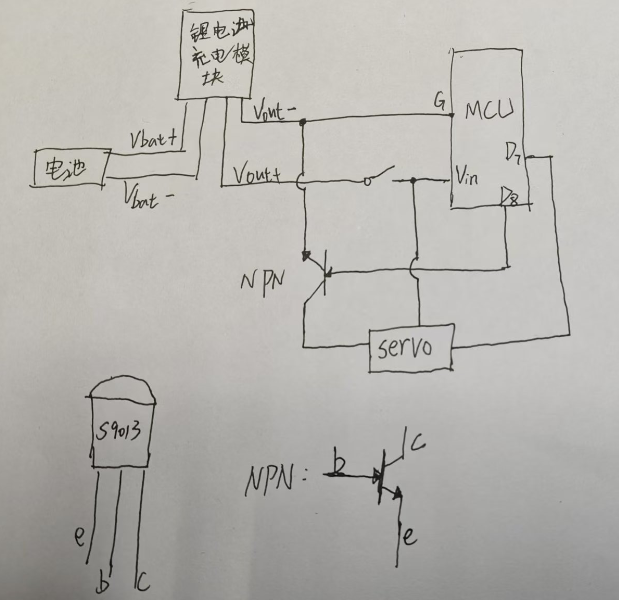 锂电池
充电模
块
Vout-
G
MCU
Vbat+
电池
Vout+
Vin
D7
Vbat-
D8
NPN
servo
S9013
NPN:
b
c
e
e
b
c